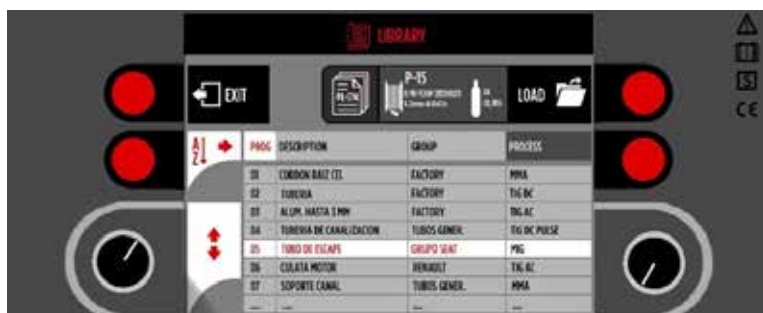 LIBRARY
EXIT
P-15
LOAD
A
Z
PROG DESCRIPTION GROUP PROCESS
01 CORDON RAIZ CEL FACTORY MMA
02 TUBERIA FACTORY TIG DC
03 ALUM. HASTA 3 MM FACTORY TIG AC
04 TUBERIA DE CANALIZACION TUBOS GENER. TIG DC PULSE
05 TUBO DE ESCAPE GRUPO SEAT MIG
06 CULATA MOTOR RENAULT TIG AC
07 SOPORTE CANAL TUBOS GENER. MMA
--- --- --- ---
S
CE